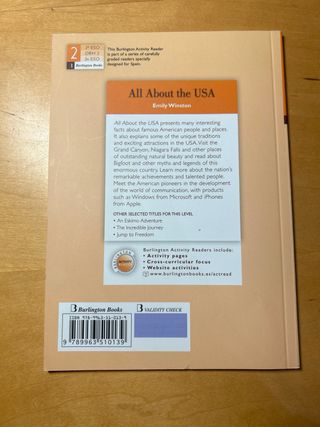 2
2º ESO
DBH 2
2n ESO
Burlington Books
This Burlington Activity Reader
is part of a series of carefully
graded readers specially
designed for Spain.
All About the USA
Emily Winston
All About the USA presents many interesting
facts about famous American people and places.
It also explains some of the unique traditions
and exciting attractions in the USA. Visit the
Grand Canyon, Niagara Falls and other places
of outstanding natural beauty and read about
Bigfoot and other myths and legends of this
enormous country. Learn more about the nation's
remarkable achievements and talented people.
Meet the American pioneers in the development
of the world of communication, with products
such as Windows from Microsoft and iPhones
from Apple.
OTHER SELECTED TITLES FOR THIS LEVEL
• An Eskimo Adventure
• The Incredible Journey
• Jump to Freedom
BURLINGTON
ACTIVITY
Burlington Activity Readers include:
• Activity pages
• Cross-curricular focus
• Website activities
www.burlingtonbooks.es/actread
B Burlington Books
B VALIDITY CHECK
ISBN 978-9963-51-013-9
9 789963 510139